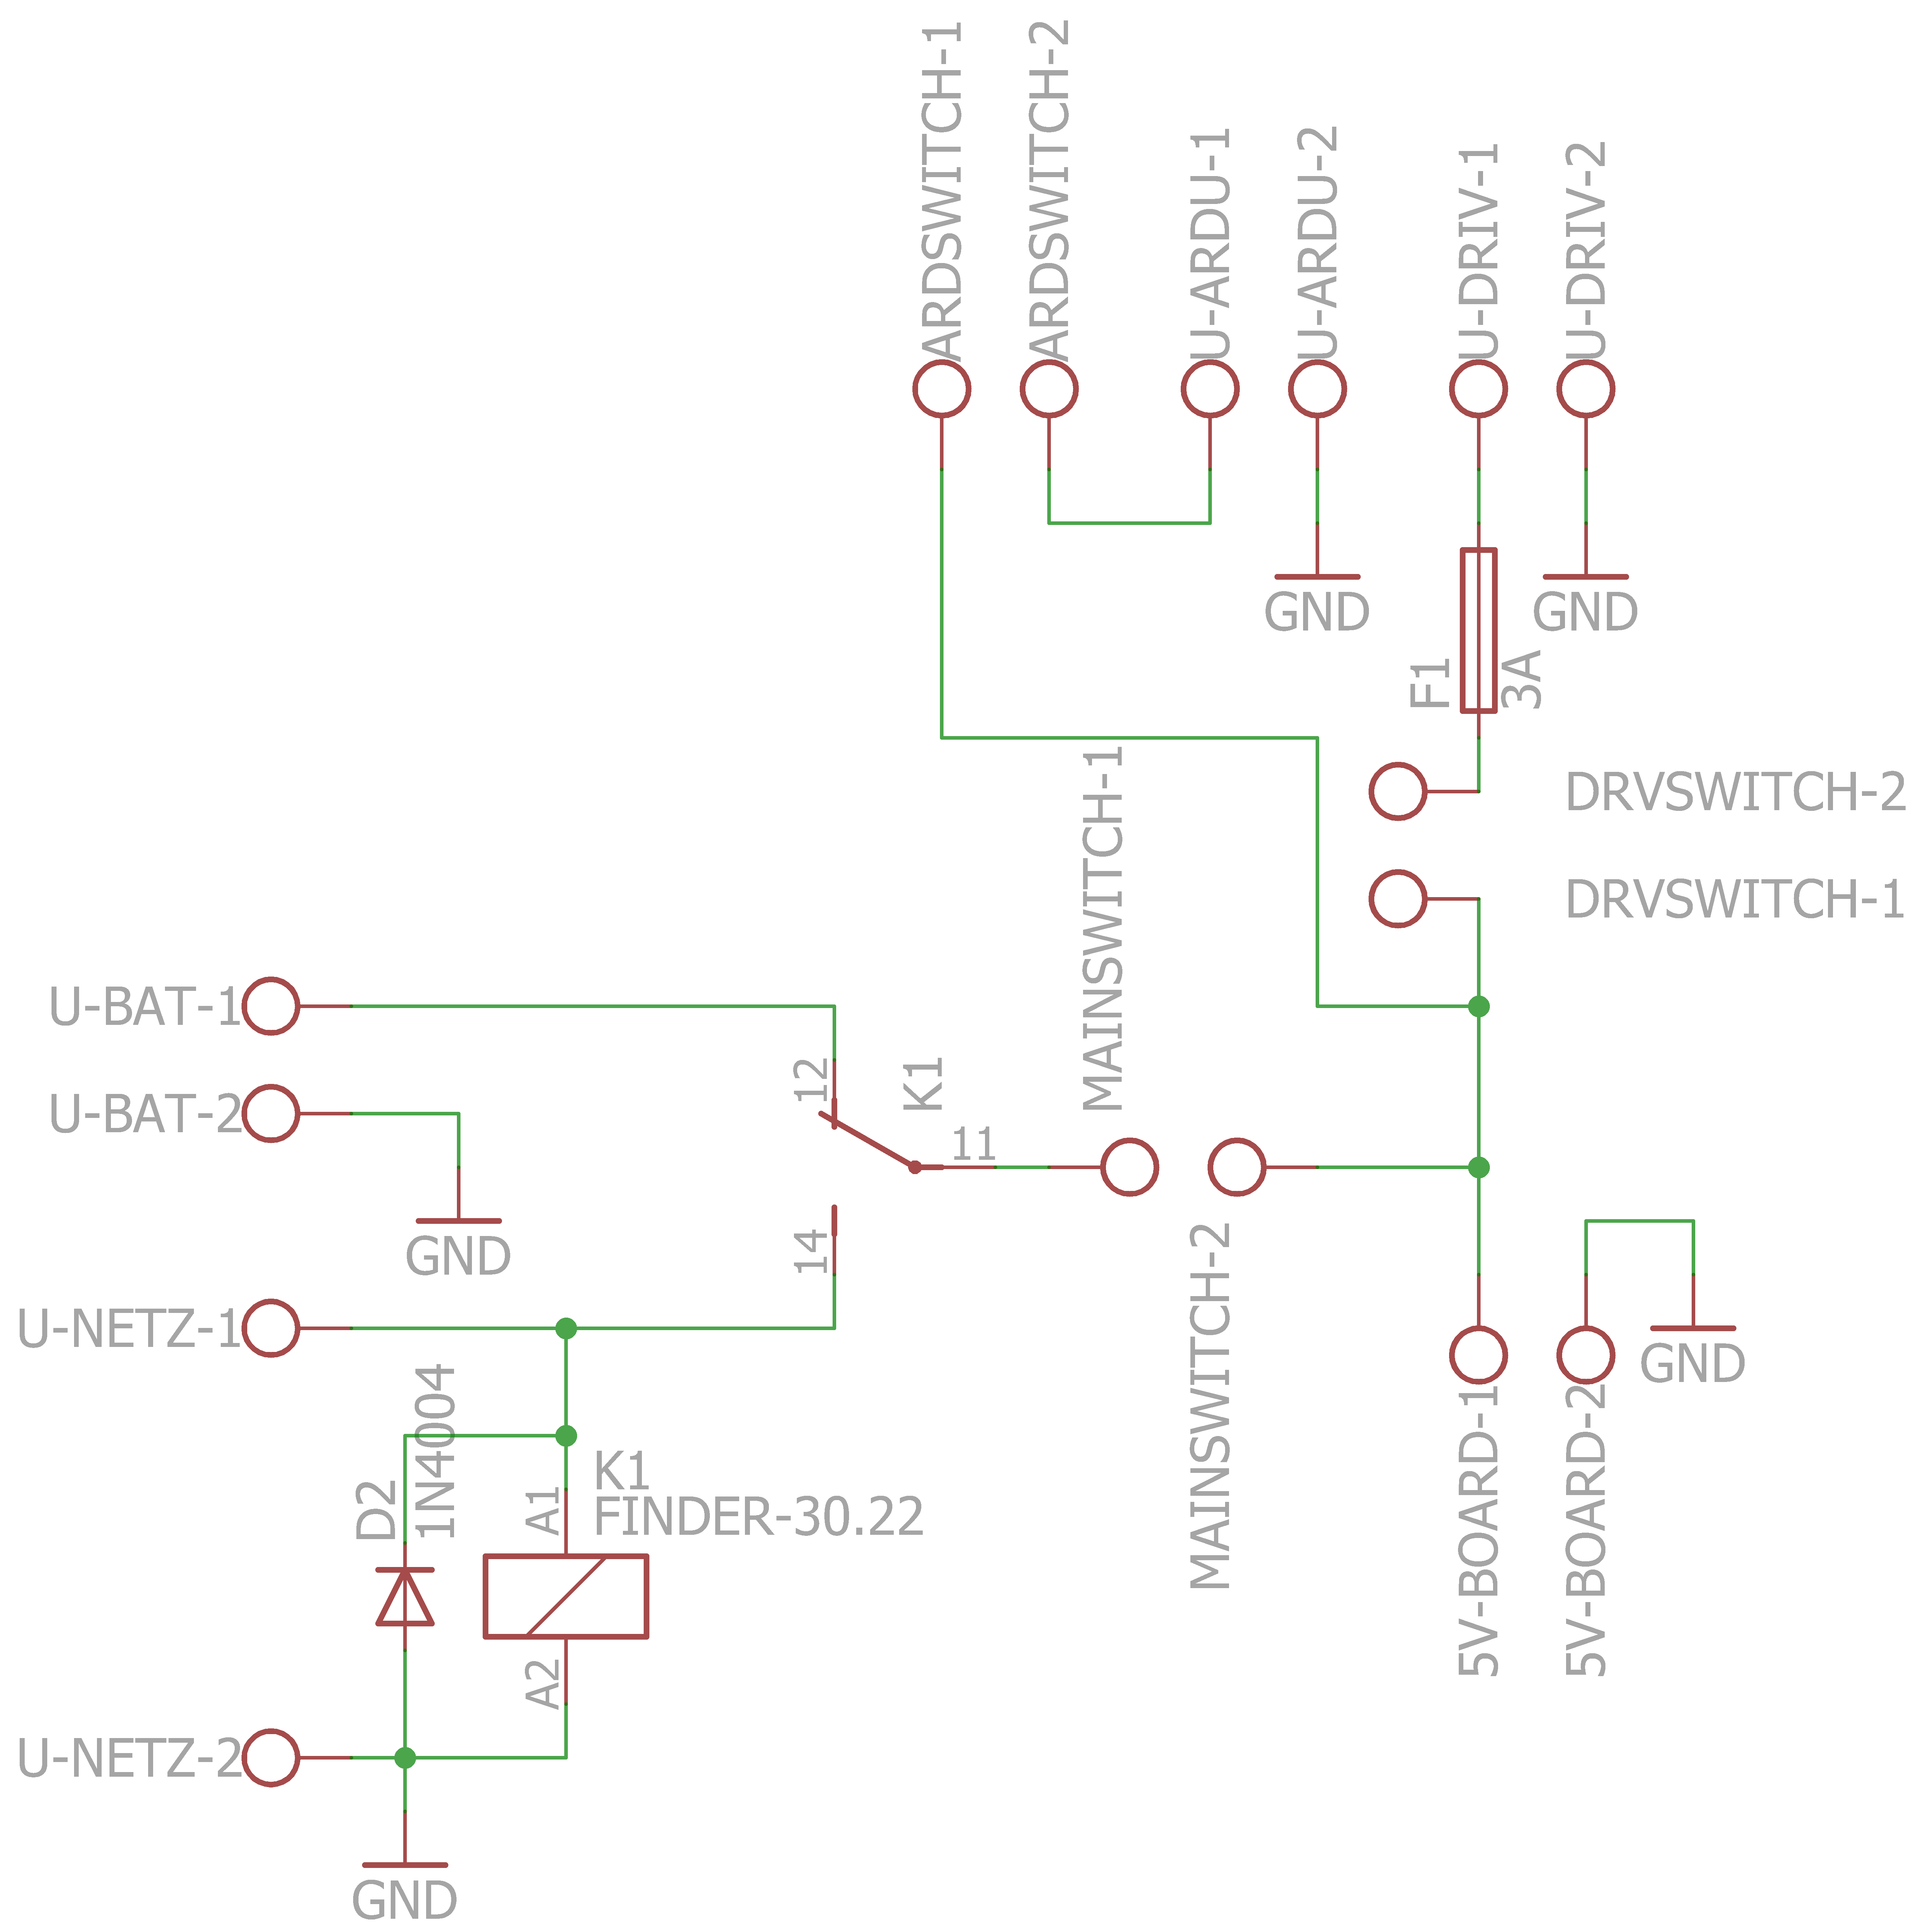 ARDSWITCH-1
ARDSWITCH-2
U-ARDU-1
U-ARDU-2
U-DRIV-1
U-DRIV-2
GND
GND
F1
3A
DRVSWITCH-2
DRVSWITCH-1
MAINSWITCH-1
U-BAT-1
12
K1
U-BAT-2
11
GND
14
U-NETZ-1
MAINSWITCH-2
GND
5V-BOARD-1
5V-BOARD-2
D2
1N4004
K1
FINDER-30.22
A1
A2
U-NETZ-2
GND